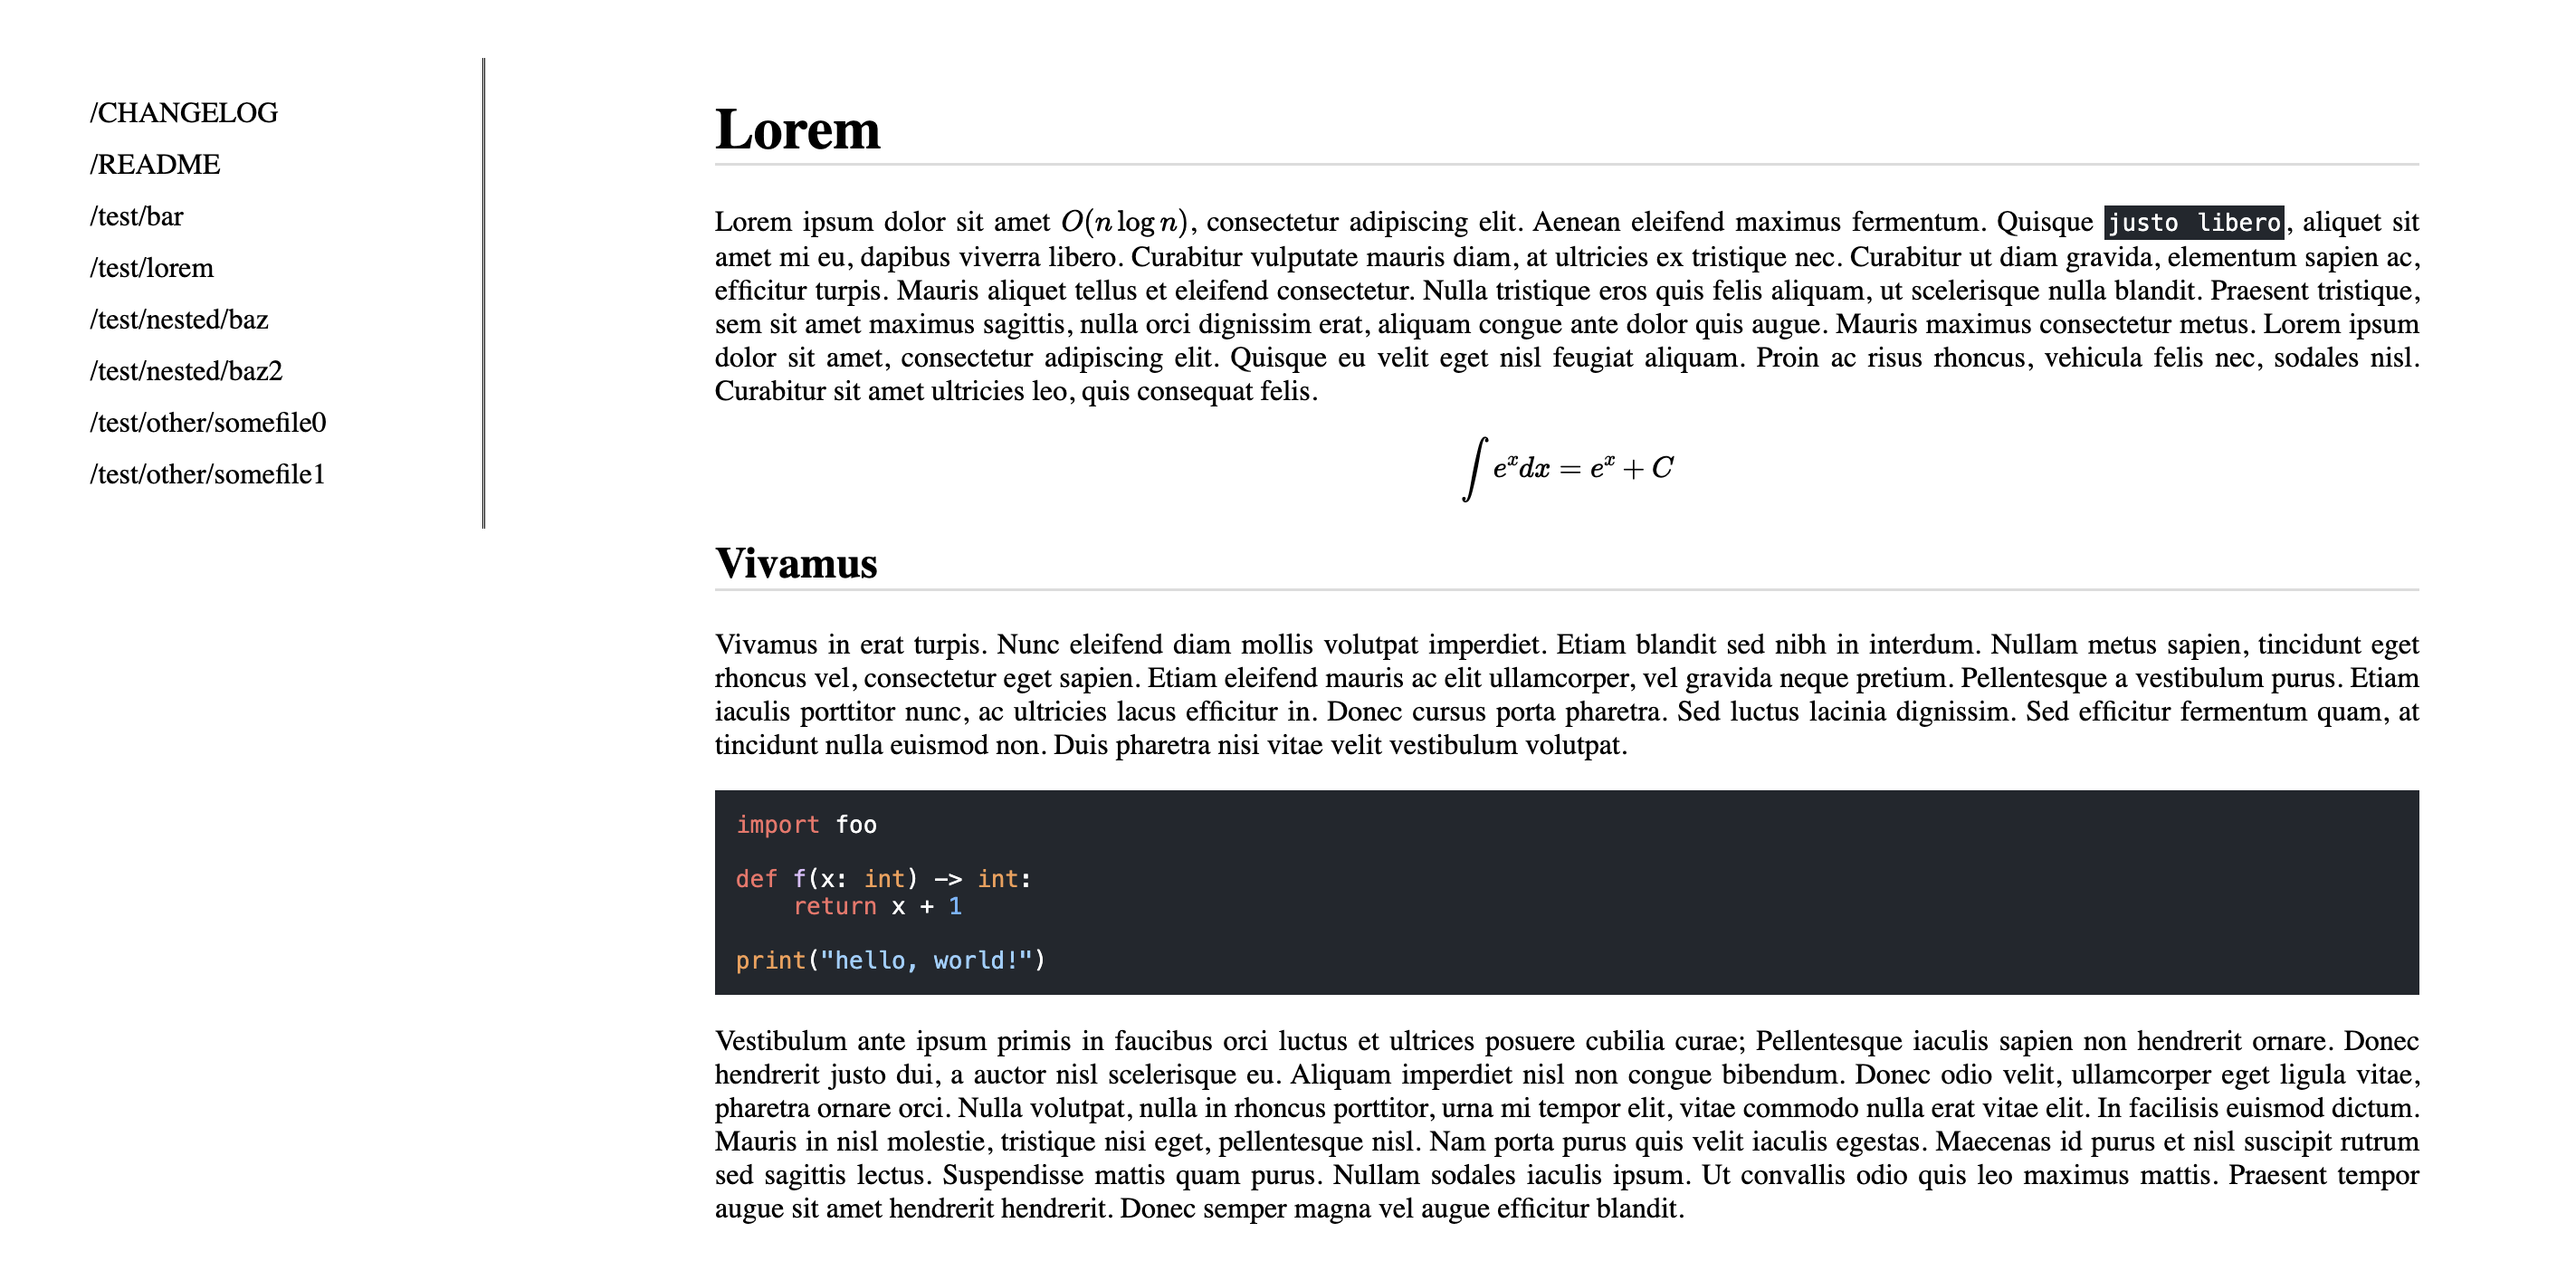 /CHANGELOG
/README
/test/bar
/test/lorem
/test/nested/baz
/test/nested/baz2
/test/other/somefile0
/test/other/somefile1
Lorem
Lorem ipsum dolor sit amet O(n log n), consectetur adipiscing elit. Aenean eleifend maximus fermentum. Quisque justo libero, aliquet sit
amet mi eu, dapibus viverra libero. Curabitur vulputate mauris diam, at ultricies ex tristique nec. Curabitur ut diam gravida, elementum sapien ac,
efficitur turpis. Mauris aliquet tellus et eleifend consectetur. Nulla tristique eros quis felis aliquam, ut scelerisque nulla blandit. Praesent tristique,
sem sit amet maximus sagittis, nulla orci dignissim erat, aliquam congue ante dolor quis augue. Mauris maximus consectetur metus. Lorem ipsum
dolor sit amet, consectetur adipiscing elit. Quisque eu velit eget nisl feugiat aliquam. Proin ac risus rhoncus, vehicula felis nec, sodales nisl.
Curabitur sit amet ultricies leo, quis consequat felis.
∫ eˣdx = eˣ + C
Vivamus
Vivamus in erat turpis. Nunc eleifend diam mollis volutpat imperdiet. Etiam blandit sed nibh in interdum. Nullam metus sapien, tincidunt eget
rhoncus vel, consectetur eget sapien. Etiam eleifend mauris ac elit ullamcorper, vel gravida neque pretium. Pellentesque a vestibulum purus. Etiam
iaculis porttitor nunc, ac ultricies lacus efficitur in. Donec cursus porta pharetra. Sed luctus lacinia dignissim. Sed efficitur fermentum quam, at
tincidunt nulla euismod non. Duis pharetra nisi vitae velit vestibulum volutpat.
import foo
def f(x: int) -> int:
    return x + 1
print("hello, world!")
Vestibulum ante ipsum primis in faucibus orci luctus et ultrices posuere cubilia curae; Pellentesque iaculis sapien non hendrerit ornare. Donec
hendrerit justo dui, a auctor nisl scelerisque eu. Aliquam imperdiet nisl non congue bibendum. Donec odio velit, ullamcorper eget ligula vitae,
pharetra ornare orci. Nulla volutpat, nulla in rhoncus porttitor, urna mi tempor elit, vitae commodo nulla erat vitae elit. In facilisis euismod dictum.
Mauris in nisl molestie, tristique nisi eget, pellentesque nisl. Nam porta purus quis velit iaculis egestas. Maecenas id purus et nisl suscipit rutrum
sed sagittis lectus. Suspendisse mattis quam purus. Nullam sodales iaculis ipsum. Ut convallis odio quis leo maximus mattis. Praesent tempor
augue sit amet hendrerit hendrerit. Donec semper magna vel augue efficitur blandit.